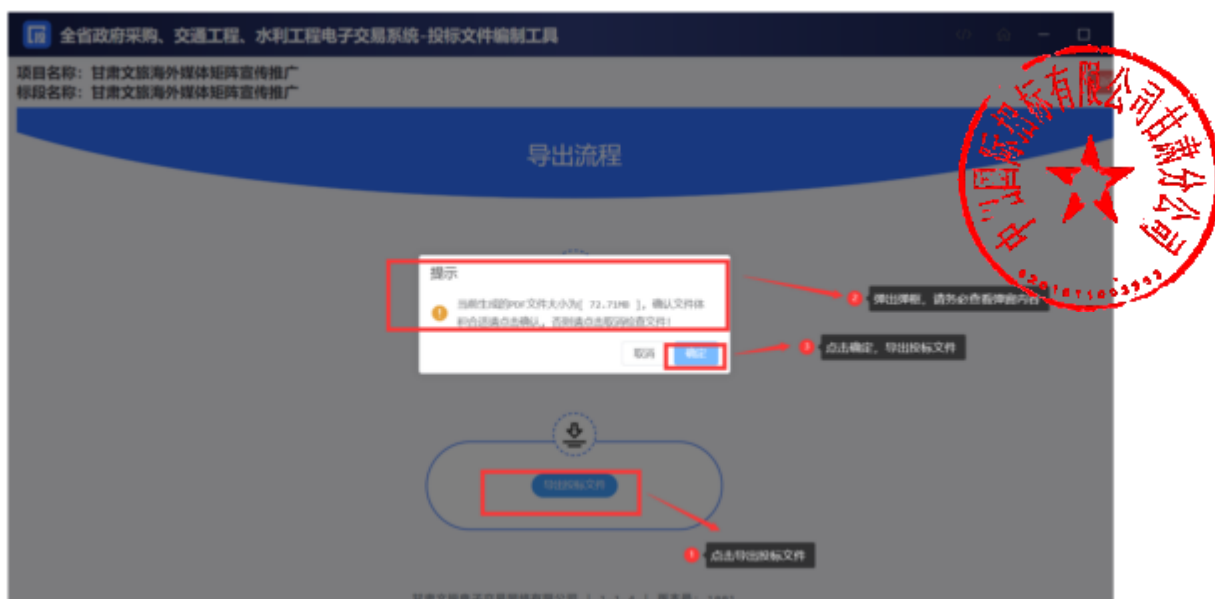 全省政府采购、交通工程、水利工程电子交易系统-投标文件编制工具
项目名称：甘肃文旅海外媒体矩阵宣传推广
标段名称：甘肃文旅海外媒体矩阵宣传推广
导出流程
提示
当前生成的PDF文件大小为[ 72.71MB ]，确认文件体
积合适请点击确认，否则请点击取消检查文件！
取消
确定
2 弹出弹框，请务必查看弹窗内容
3 点击确定，导出投标文件
导出投标文件
1 点击导出投标文件
国际招标有限公司甘肃分公司